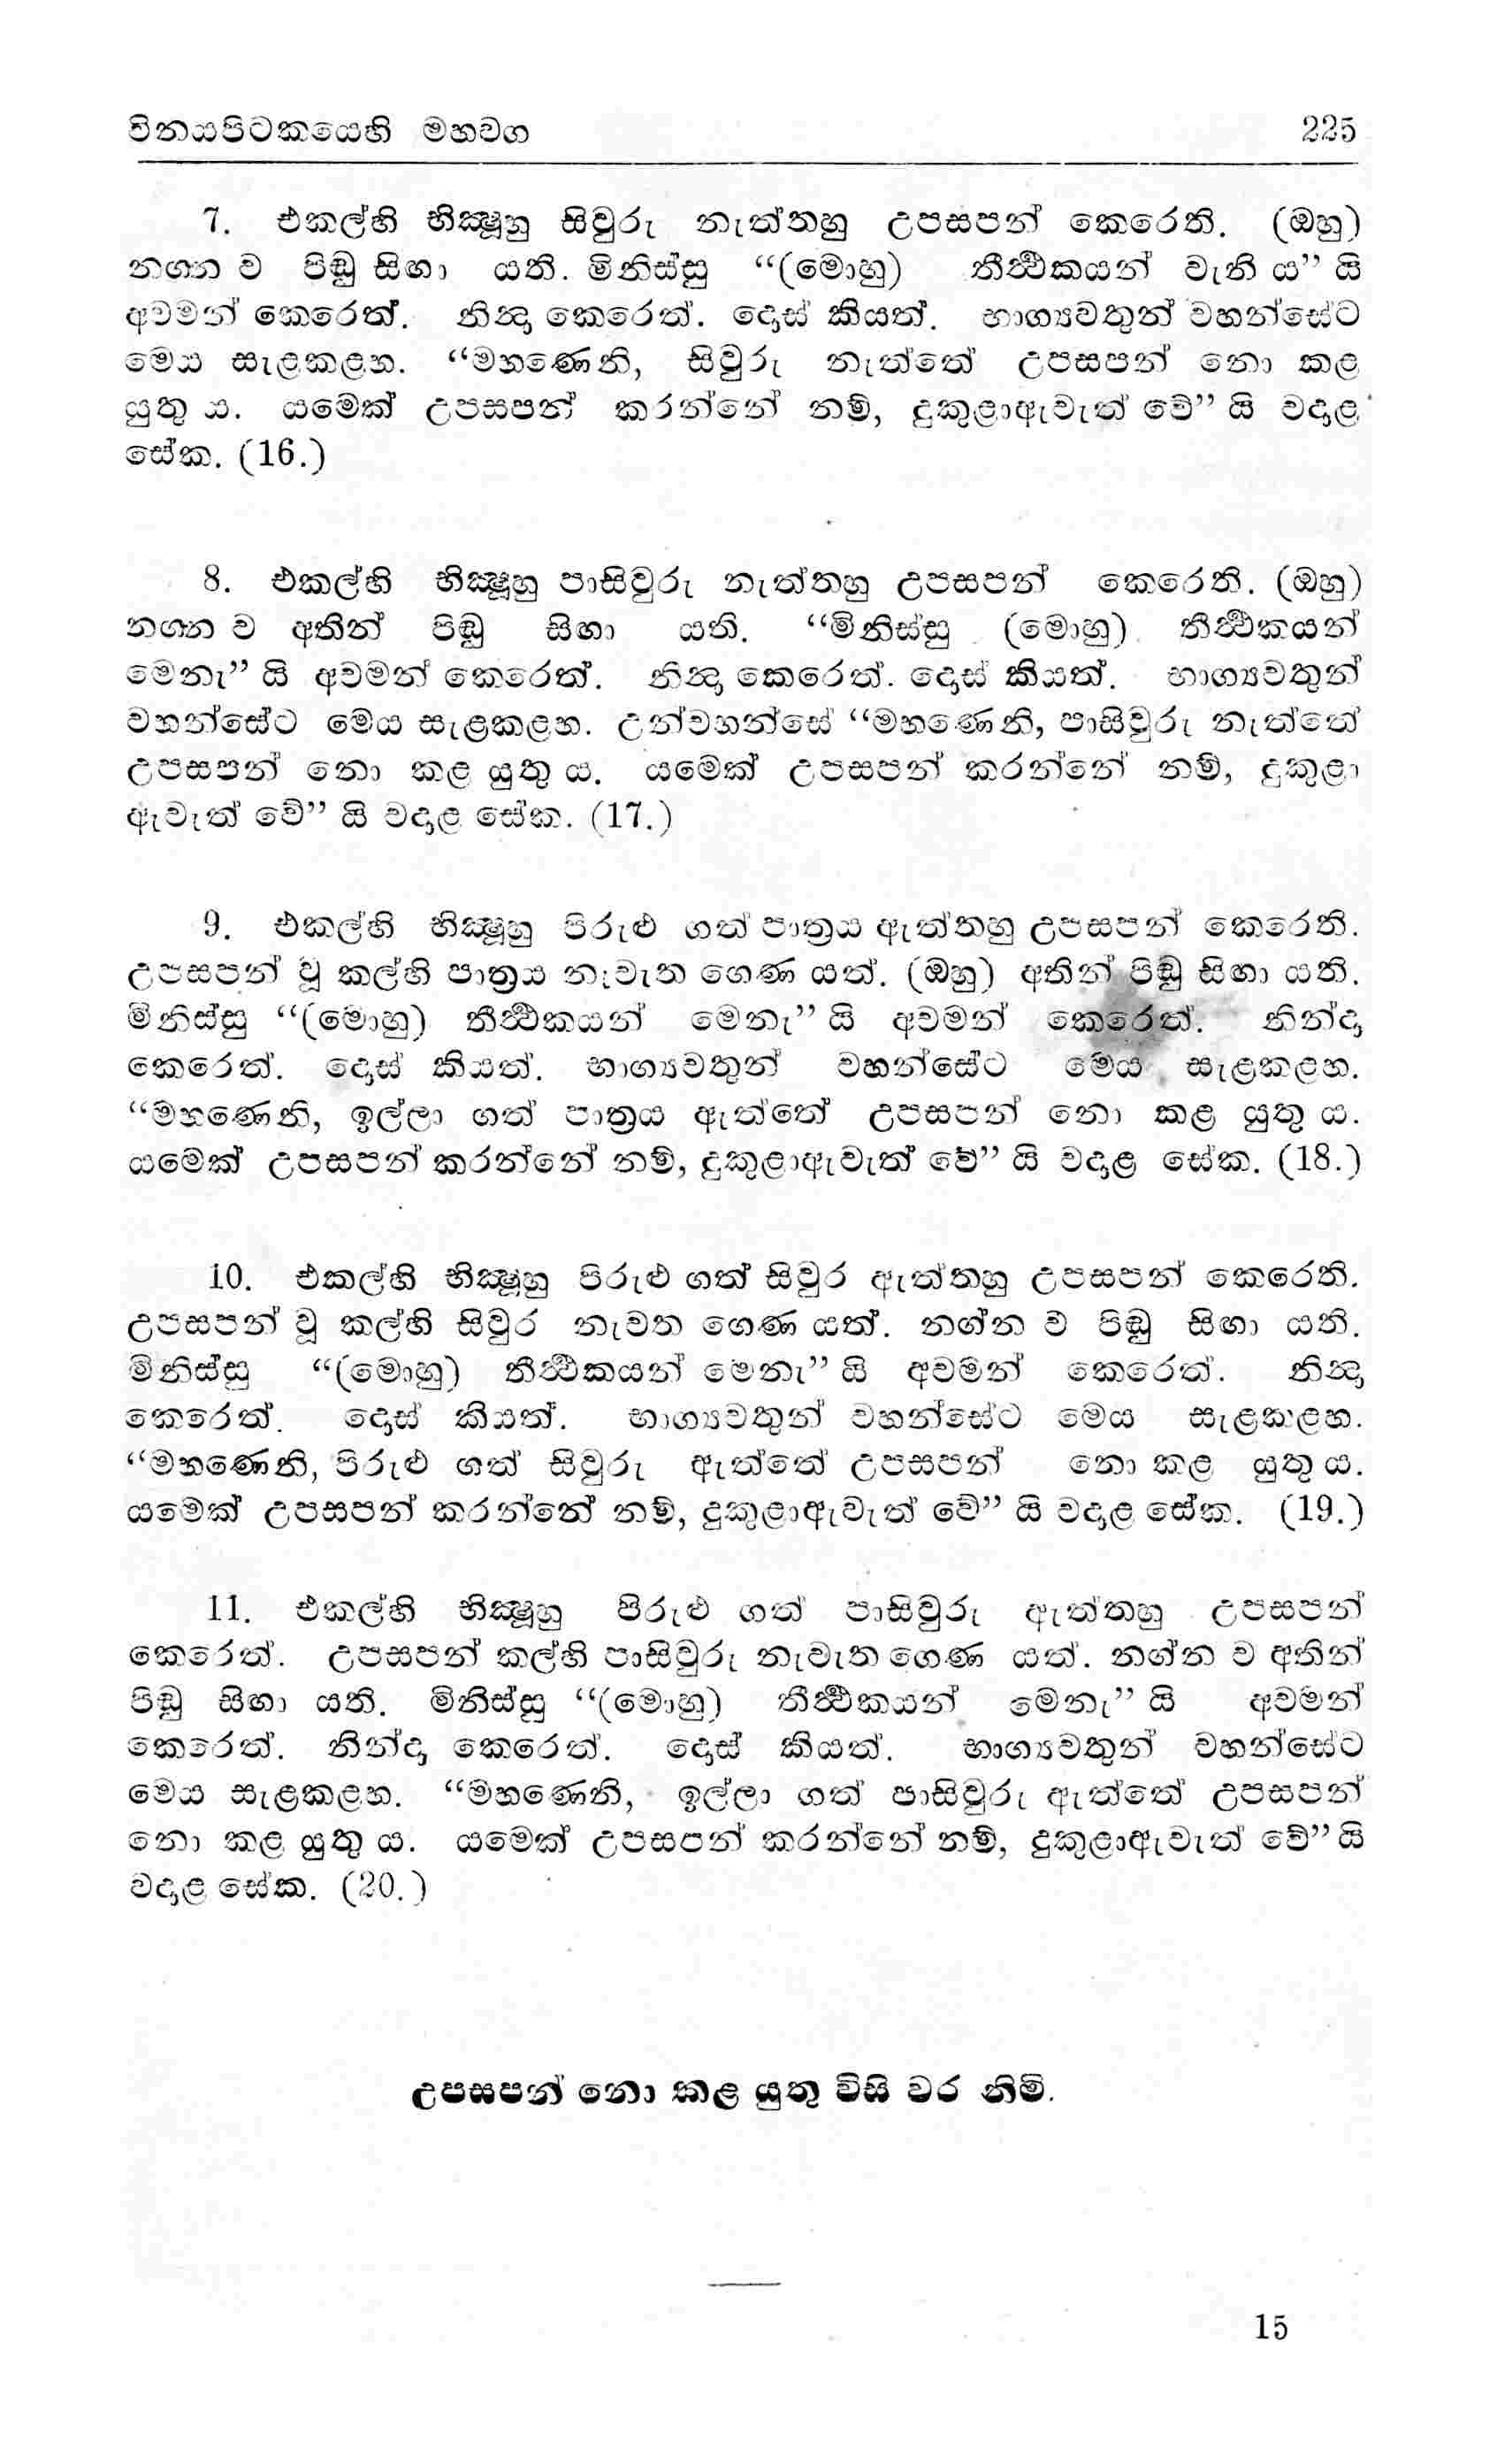 විනයපිටකයෙහි මහවග 225
7. එකල්හි භික්‍ෂූහු සිවුරු නැත්තහු උපසපන් කෙරෙති. (ඔහු)
නග්න ව පිඬු සිඟා යති. මිනිස්සු “(මොහු) තීර්‍ත්‍ථකයන් වැනි ය” යි
අවමන් කෙරෙත්. නින්‍දා කෙරෙත්. දොස් කියත්. භාග්‍යවතුන් වහන්සේට
මෙය සැළකළහ. “මහණෙනි, සිවුරු නැත්තේ උපසපන් නො කළ
යුතු ය. යමෙක් උපසපන් කරන්නේ නම්, දුකුළාඇවැත් වේ” යි වදාළ
සේක. (16.)
8. එකල්හි භික්‍ෂූහු පාසිවුරු නැත්තහු උපසපන් කෙරෙති. (ඔහු)
නග්න ව අතින් පිඬු සිඟා යති. “මිනිස්සු (මොහු) තීර්‍ත්‍ථකයන්
මෙනැ” යි අවමන් කෙරෙත්. නින්‍දා කෙරෙත්. දොස් කියත්. භාග්‍යවතුන්
වහන්සේට මෙය සැළකළහ. උන්වහන්සේ “මහණෙනි, පාසිවුරු නැත්තේ
උපසපන් නො කළ යුතු ය. යමෙක් උපසපන් කරන්නේ නම්, දුකුළා
ඇවැත් වේ” යි වදාළ සේක. (17.)
9. එකල්හි භික්‍ෂූහු පිරුළු ගත් පාත්‍රය ඇත්තහු උපසපන් කෙරෙති.
උපසපන් වූ කල්හි පාත්‍රය නැවැත ගෙණ යත්. (ඔහු) අතින් පිඬු සිඟා යති.
මිනිස්සු “(මොහු) තීර්‍ත්‍ථකයන් මෙනැ” යි අවමන් කෙරෙත්. නින්දා
කෙරෙත්. දොස් කියත්. භාග්‍යවතුන් වහන්සේට මෙය සැළකළහ.
“මහණෙනි, ඉල්ලා ගත් පාත්‍රය ඇත්තේ උපසපන් නො කළ යුතු ය.
යමෙක් උපසපන් කරන්නේ නම්, දුකුළාඇවැත් වේ” යි වදාළ සේක. (18.)
10. එකල්හි භික්‍ෂූහු පිරුළු ගත් සිවුර ඇත්තහු උපසපන් කෙරෙති.
උපසපන් වූ කල්හි සිවුර නැවත ගෙණ යත්. නග්න ව පිඬු සිඟා යති.
මිනිස්සු “(මොහු) තීර්‍ත්‍ථකයන් මෙනැ” යි අවමන් කෙරෙත්. නින්‍දා
කෙරෙත්. දොස් කියත්. භාග්‍යවතුන් වහන්සේට මෙය සැළකළහ.
“මහණෙනි, පිරුළු ගත් සිවුරු ඇත්තේ උපසපන් නො කළ යුතු ය.
යමෙක් උපසපන් කරන්නේ නම්, දුකුළාඇවැත් වේ” යි වදාළ සේක. (19.)
11. එකල්හි භික්‍ෂූහු පිරුළු ගත් පාසිවුරු ඇත්තහු උපසපන්
කෙරෙත්. උපසපන් කල්හි පාසිවුරු නැවැත ගෙණ යත්. නග්න ව අතින්
පිඬු සිඟා යති. මිනිස්සු “(මොහු) තීර්‍ත්‍ථකයන් මෙනැ” යි අවමන්
කෙරෙත්. නින්දා කෙරෙත්. දොස් කියත්. භාග්‍යවතුන් වහන්සේට
මෙය සැළකළහ. “මහණෙනි, ඉල්ලා ගත් පාසිවුරු ඇත්තේ උපසපන්
නො කළ යුතු ය. යමෙක් උපසපන් කරන්නේ නම්, දුකුළාඇවැත් වේ” යි
වදාළ සේක. (20.)
උපසපන් නො කළ යුතු විසි වර නිමි.
15